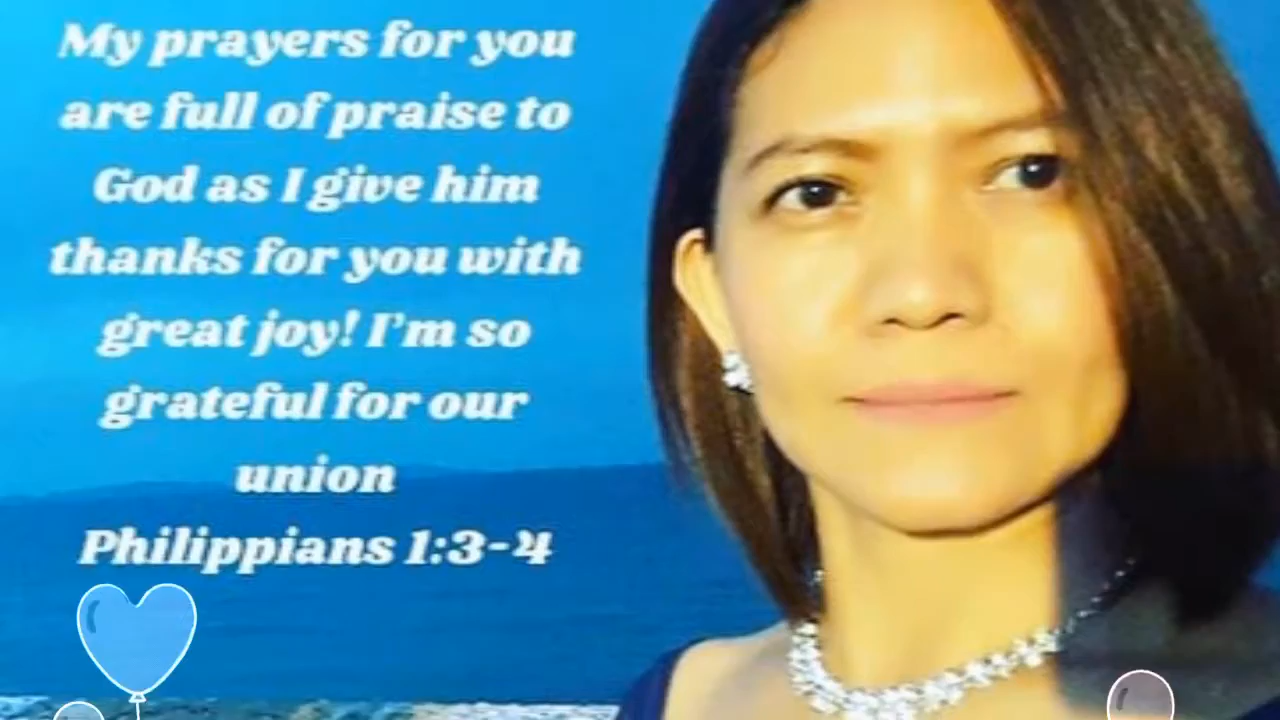 My prayers for you
are full of praise to
God as I give him
thanks for you with
great joy! I'm so
grateful for our
union
Philippians 1:3-4